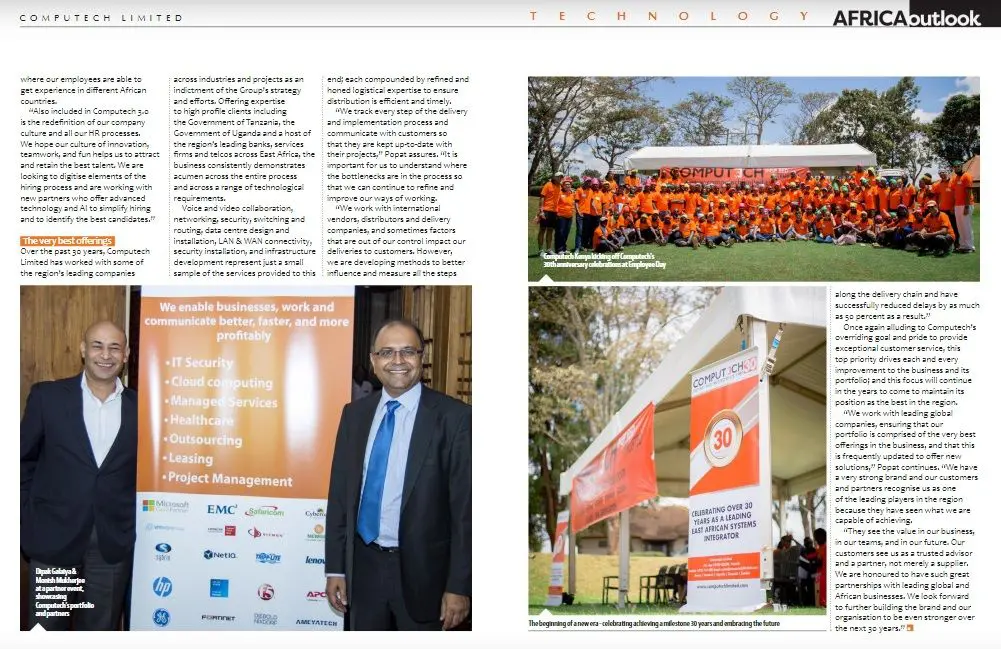 COMPUTECH LIMITED
TECHNOLOGY
AFRICAoutlook
where our employees are able to
get experience in different African
countries.
“Also included in Computech 3.0
is the redefinition of our company
culture and all our HR processes.
We hope our culture of innovation,
teamwork, and fun helps us to attract
and retain the best talent. We are
looking to digitise elements of the
hiring process and are working with
new partners who offer advanced
technology and AI to simplify hiring
and to identify the best candidates.”
The very best offerings
Over the past 30 years, Computech
Limited has worked with some of
the region’s leading companies
across industries and projects as an
indictment of the Group’s strategy
and efforts. Offering expertise
to high profile clients including
the Government of Tanzania, the
Government of Uganda and a host of
the region’s leading banks, services
firms and telcos across East Africa, the
business consistently demonstrates
acumen across the entire process
and across a range of technological
requirements.
Voice and video collaboration,
networking, security, switching and
routing, data centre design and
installation, LAN & WAN connectivity,
security installation, and infrastructure
development represent just a small
sample of the services provided to this
end; each compounded by refined and
honed logistical expertise to ensure
distribution is efficient and timely.
“We track every step of the delivery
and implementation process and
communicate with customers so
that they are kept up-to-date with
their projects,” Popat assures. “It is
important for us to understand where
the bottlenecks are in the process so
that we can continue to refine and
improve our ways of working.
“We work with international
vendors, distributors and delivery
companies, and sometimes factors
that are out of our control impact our
deliveries to customers. However,
we are developing methods to better
influence and measure all the steps
COMPUTECH
Computech Kenya kicking off Computech’s
30th anniversary celebrations at Employee Day
We enable businesses, work and
communicate better, faster, and more
profitably
• IT Security
• Cloud computing
• Managed Services
• Healthcare
• Outsourcing
• Leasing
• Project Management
Microsoft
EMC²
Safaricom
NetIQ
TRIPP-LITE
lenovo
hp
F5
APC
GE
FORTINET
DIEBOLD
NIXDORF
AMEYATECH
Dipak Galaiya &
Montsh Mukherjee
at a partner event,
showcasing
Computech’s portfolio
and partners
COMPUTECH30
30
CELEBRATING OVER 30
YEARS AS A LEADING
EAST AFRICAN SYSTEMS
INTEGRATOR
www.computechlimited.com
The beginning of a new era - celebrating achieving a milestone 30 years and embracing the future
along the delivery chain and have
successfully reduced delays by as much
as 50 percent as a result.”
Once again alluding to Computech’s
overriding goal and pride to provide
exceptional customer service, this
top priority drives each and every
improvement to the business and its
portfolio; and this focus will continue
in the years to come to maintain its
position as the best in the region.
“We work with leading global
companies, ensuring that our
portfolio is comprised of the very best
offerings in the business, and that this
is frequently updated to offer new
solutions,” Popat continues. “We have
a very strong brand and our customers
and partners recognise us as one
of the leading players in the region
because they have seen what we are
capable of achieving.
“They see the value in our business,
in our teams, and in our future. Our
customers see us as a trusted advisor
and a partner, not merely a supplier.
We are honoured to have such great
partnerships with leading global and
African businesses. We look forward
to further building the brand and our
organisation to be even stronger over
the next 30 years.”